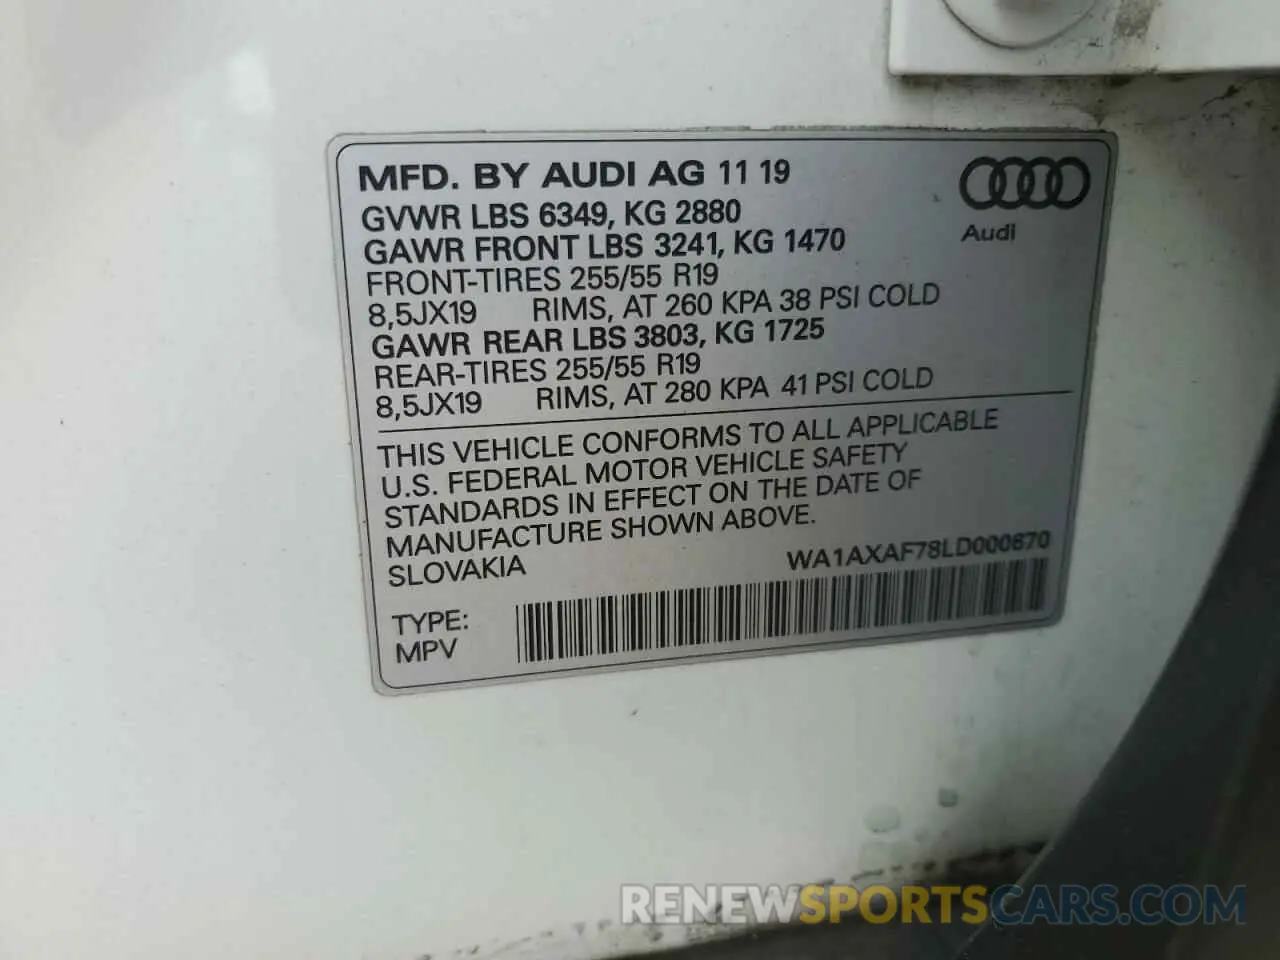 MFD. BY AUDI AG 11 19
GVWR LBS 6349, KG 2880
GAWR FRONT LBS 3241, KG 1470
FRONT-TIRES 255/55 R19
8,5JX19 RIMS, AT 260 KPA 38 PSI COLD
GAWR REAR LBS 3803, KG 1725
REAR-TIRES 255/55 R19
8,5JX19 RIMS, AT 280 KPA 41 PSI COLD
Audi
THIS VEHICLE CONFORMS TO ALL APPLICABLE
U.S. FEDERAL MOTOR VEHICLE SAFETY
STANDARDS IN EFFECT ON THE DATE OF
MANUFACTURE SHOWN ABOVE.
SLOVAKIA
WA1AXAF78LD000670
TYPE:
MPV
RENEWSPORTSCARS.COM